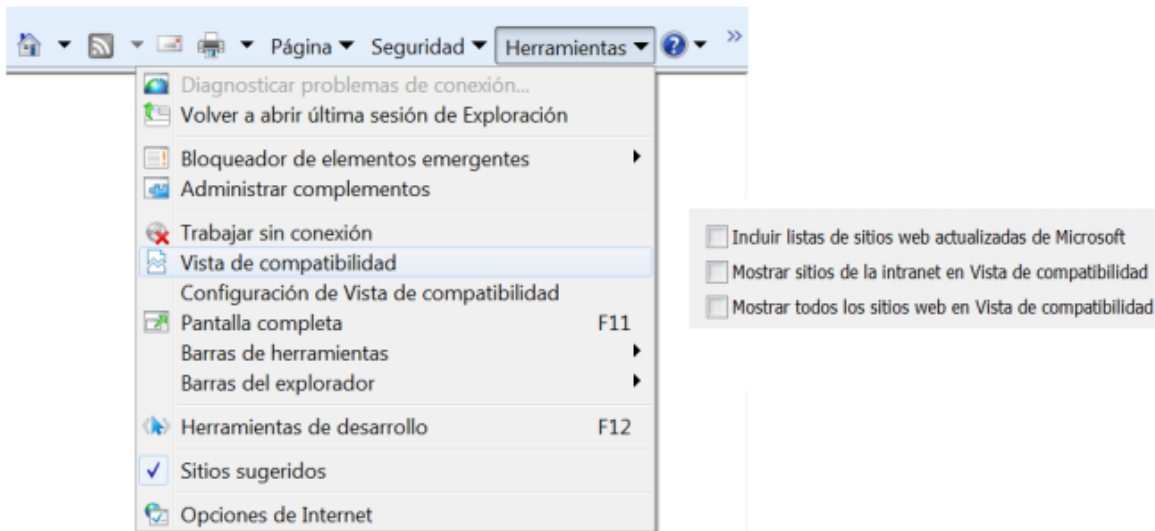 Página Seguridad Herramientas
Diagnosticar problemas de conexión...
Volver a abrir última sesión de Exploración
Bloqueador de elementos emergentes
Administrar complementos
Trabajar sin conexión
Vista de compatibilidad
Configuración de Vista de compatibilidad
Pantalla completa F11
Barras de herramientas
Barras del explorador
Herramientas de desarrollo F12
Sitios sugeridos
Opciones de Internet
Incluir listas de sitios web actualizadas de Microsoft
Mostrar sitios de la intranet en Vista de compatibilidad
Mostrar todos los sitios web en Vista de compatibilidad